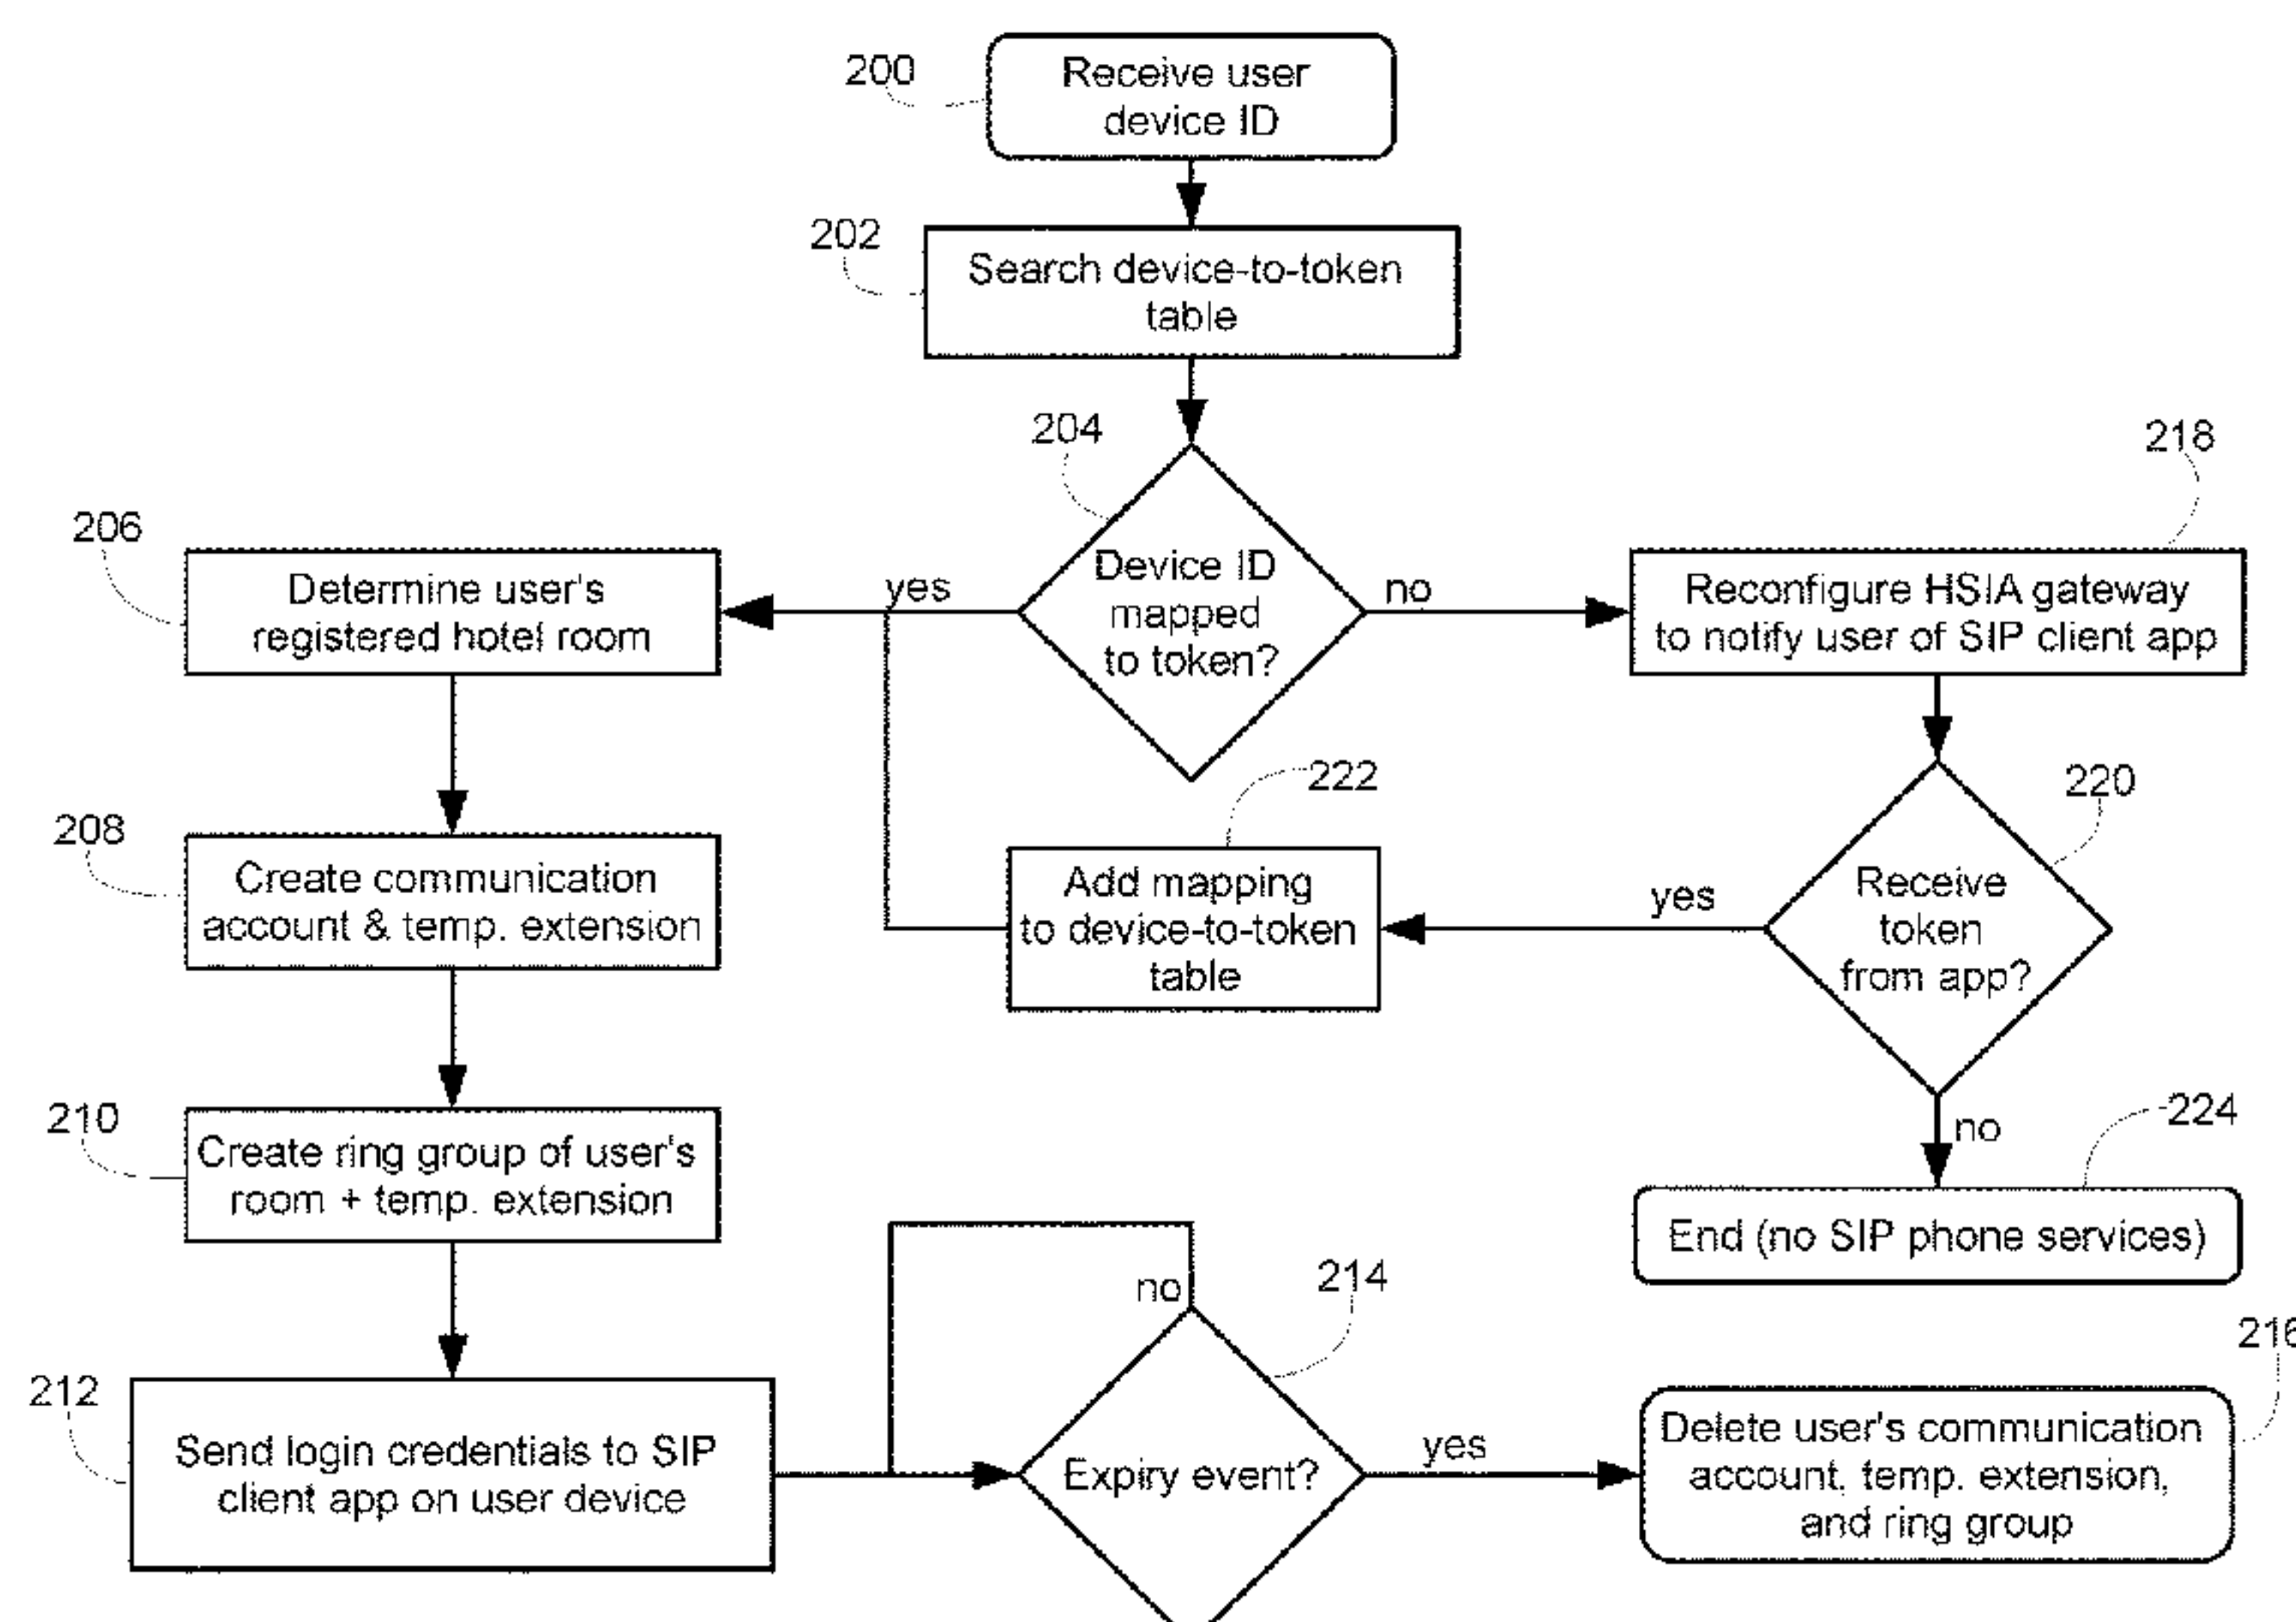 200
Receive user
device ID
202
Search device-to-token
table
204
Device ID
mapped
to token?
yes
no
206
Determine user's
registered hotel room
218
Reconfigure HSIA gateway
to notify user of SIP client app
208
Create communication
account & temp. extension
222
Add mapping
to device-to-token
table
yes
220
Receive
token
from app?
no
210
Create ring group of user's
room + temp. extension
224
End (no SIP phone services)
212
Send login credentials to SIP
client app on user device
no
214
Expiry event?
yes
216
Delete user's communication
account, temp. extension,
and ring group